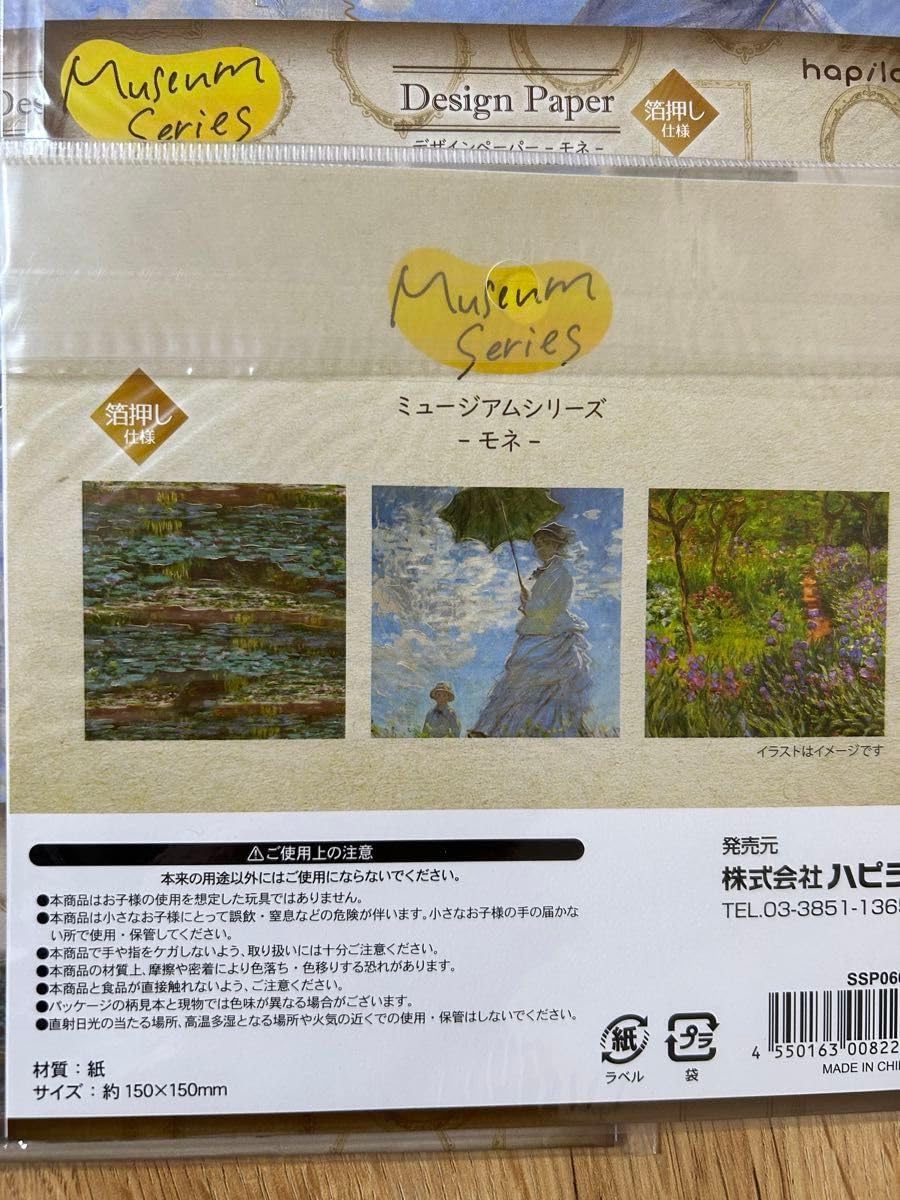 Des
Museum
Series
Design Paper
箔押し
仕様
hapila
デザインペーパー - モネ -
Museum
Series
箔押し
仕様
ミュージアムシリーズ
- モネ -
イラストはイメージです
⚠ご使用上の注意
本来の用途以外にはご使用にならないでください。
●本商品はお子様の使用を想定した玩具ではありません。
●本商品は小さなお子様にとって誤飲・窒息などの危険が伴います。小さなお子様の手の届かな
い所で使用・保管してください。
●本商品で手や指をケガしないよう、取り扱いには十分ご注意ください。
●本商品の材質上、摩擦や密着により色落ち・色移りする恐れがあります。
●本商品と食品が直接触れないよう、ご注意ください。
●パッケージの柄見本と現物では色味が異なる場合がございます。
●直射日光の当たる場所、高温多湿となる場所や火気の近くでの使用・保管はしないでください。
材質：紙
サイズ：約150×150mm
発売元
株式会社ハピラ
TEL.03-3851-1365
SSP060
紙
ラベル
プラ
袋
4 550163 00822
MADE IN CHI